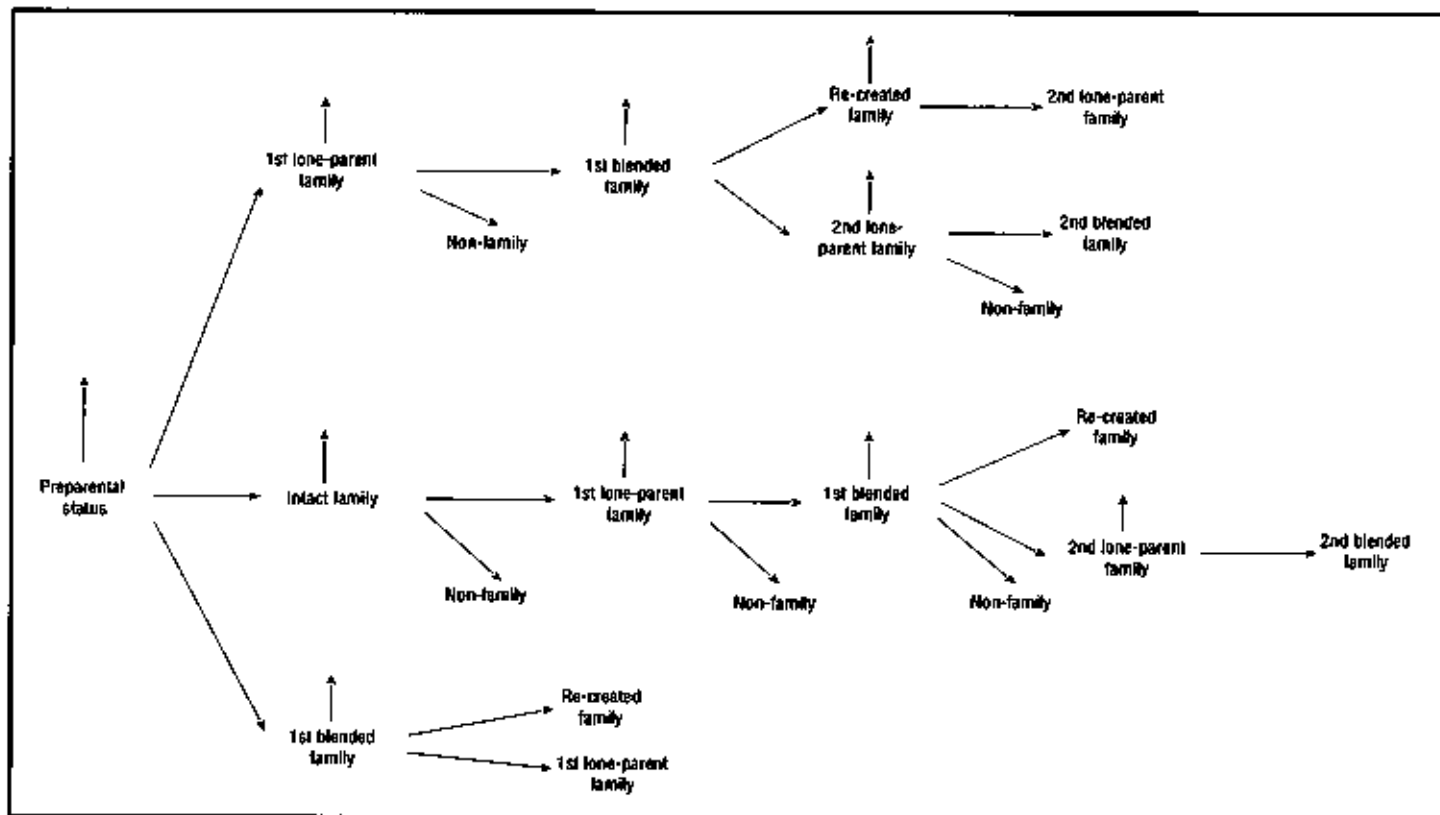 Re-created
family
2nd lone-parent
family
1st lone-parent
family
1st blended
family
Non-family
2nd lone-
parent family
2nd blended
family
Non-family
Preparental
status
Intact family
1st lone-parent
family
1st blended
family
Re-created
family
2nd lone-parent
family
2nd blended
family
Non-family
Non-family
Non-family
1st blended
family
Re-created
family
1st lone-parent
family